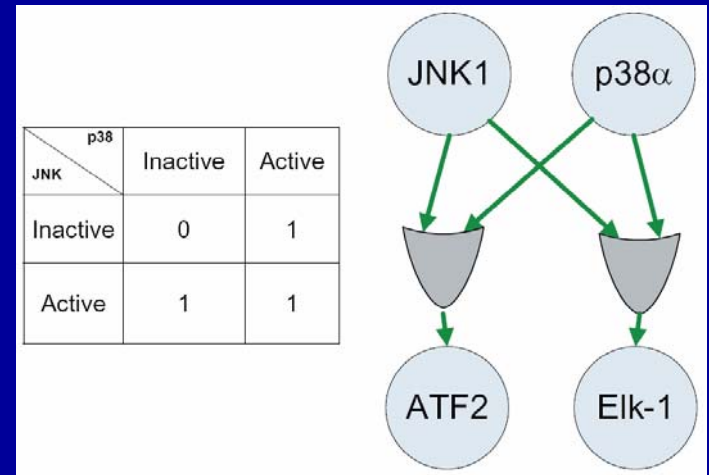 JNK1 p38α
p38
JNK
Inactive Active
Inactive 0 1
Active 1 1
ATF2 Elk-1